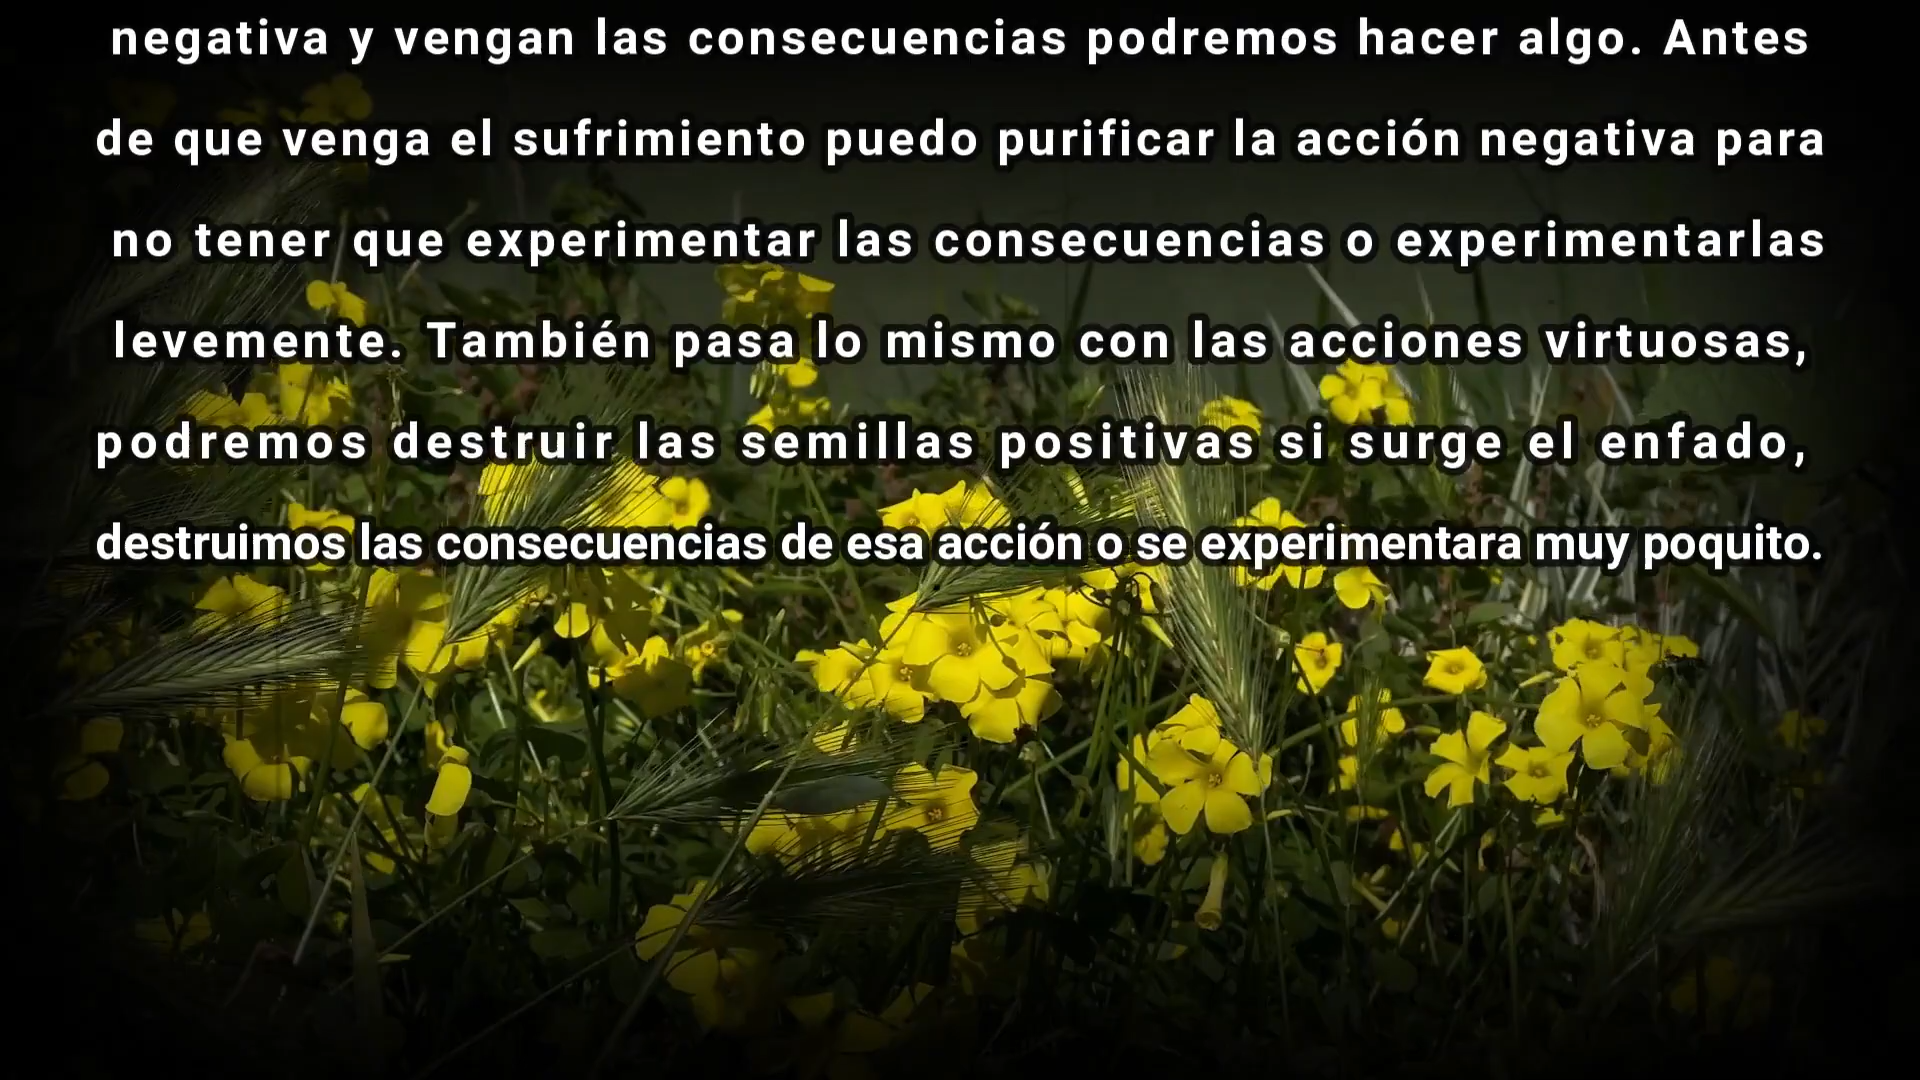 negativa y vengan las consecuencias podremos hacer algo. Antes
de que venga el sufrimiento puedo purificar la acción negativa para
no tener que experimentar las consecuencias o experimentarlas
levemente. También pasa lo mismo con las acciones virtuosas,
podremos destruir las semillas positivas si surge el enfado,
destruimos las consecuencias de esa acción o se experimentara muy poquito.